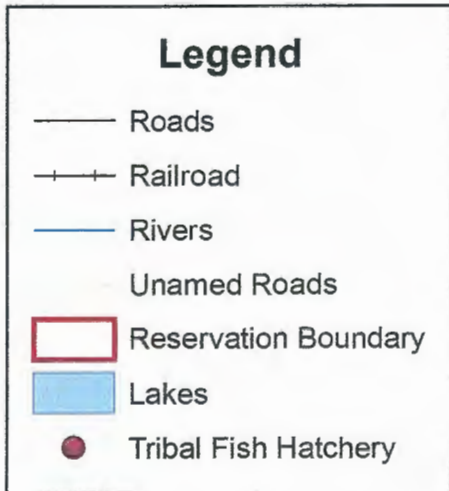 Legend
Roads
Railroad
Rivers
Unamed Roads
Reservation Boundary
Lakes
Tribal Fish Hatchery